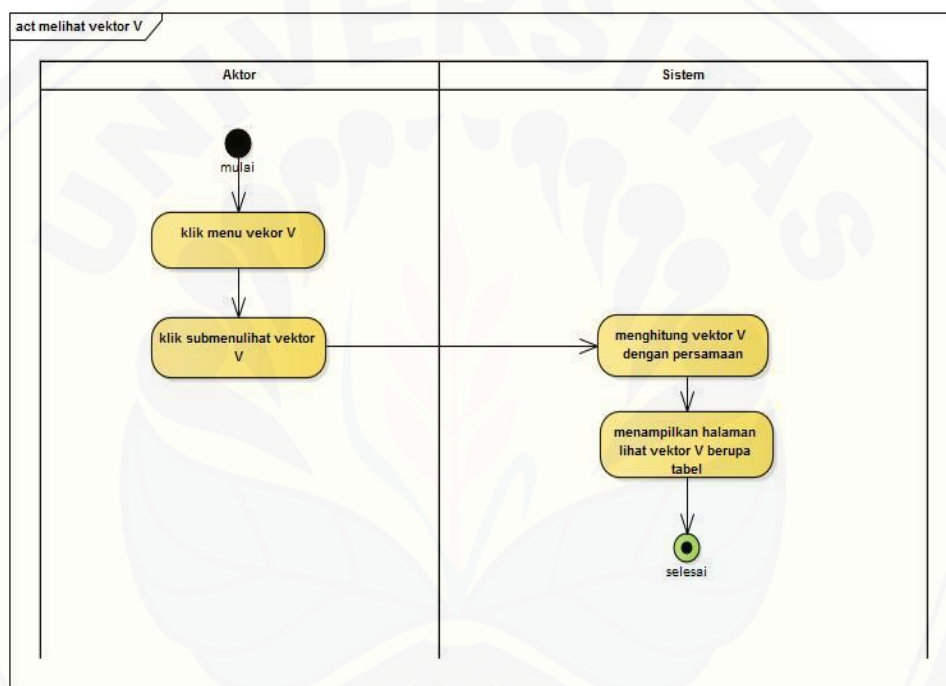 act melihat vektor V
Aktor
Sistem
mulai
klik menu vekor V
klik submenulihat vektor
V
menghitung vektor V
dengan persamaan
menampilkan halaman
lihat vektor V berupa
tabel
selesai
UNIVERSITAS